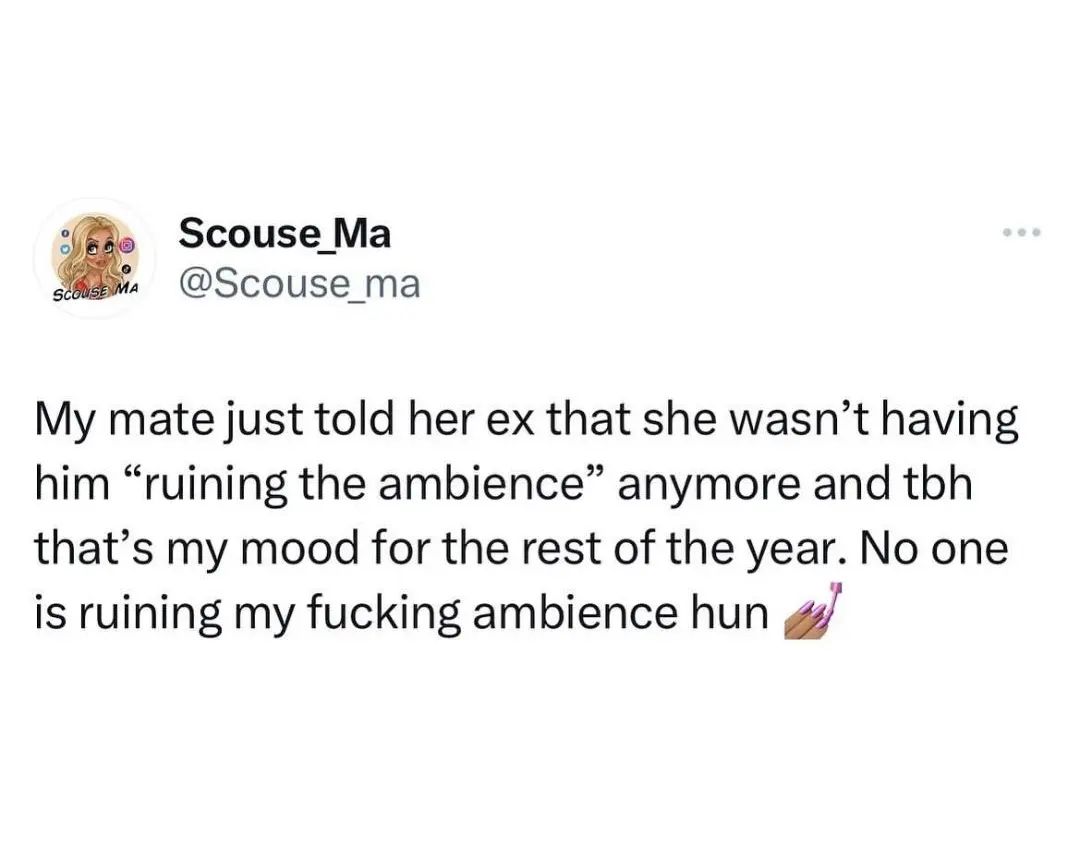 Scouse_Ma
@Scouse_ma
SCOUSE MA
My mate just told her ex that she wasn’t having
him “ruining the ambience” anymore and tbh
that’s my mood for the rest of the year. No one
is ruining my fucking ambience hun 💅🏽